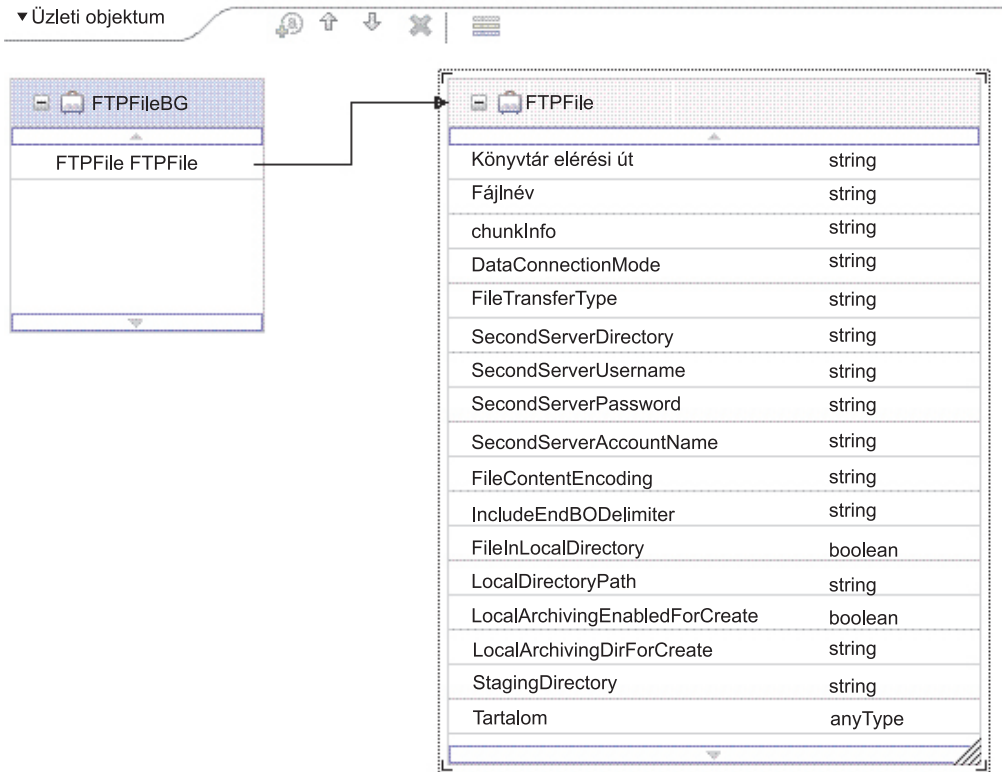 Üzleti objektum
FTPFileBG
FTPFile FTPFile
FTPFile
Könyvtár elérési út string
Fájlnév string
chunkInfo string
DataConnectionMode string
FileTransferType string
SecondServerDirectory string
SecondServerUsername string
SecondServerPassword string
SecondServerAccountName string
FileContentEncoding string
IncludeEndBODelimiter string
FileInLocalDirectory boolean
LocalDirectoryPath string
LocalArchivingEnabledForCreate boolean
LocalArchivingDirForCreate string
StagingDirectory string
Tartalom anyType